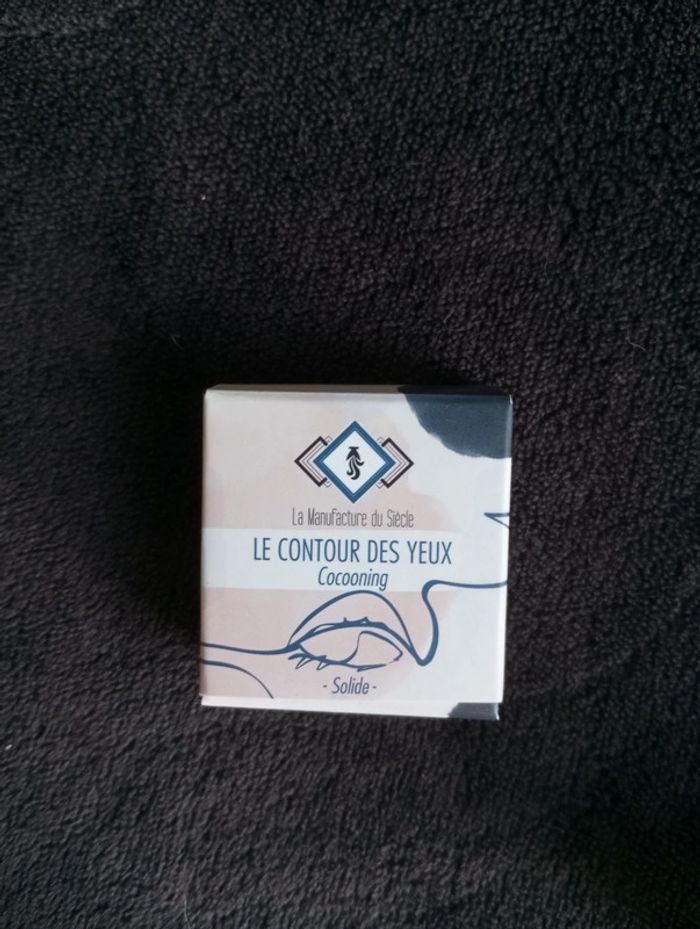 La Manufacture du Siècle
LE CONTOUR DES YEUX
Cocooning
- Solide -